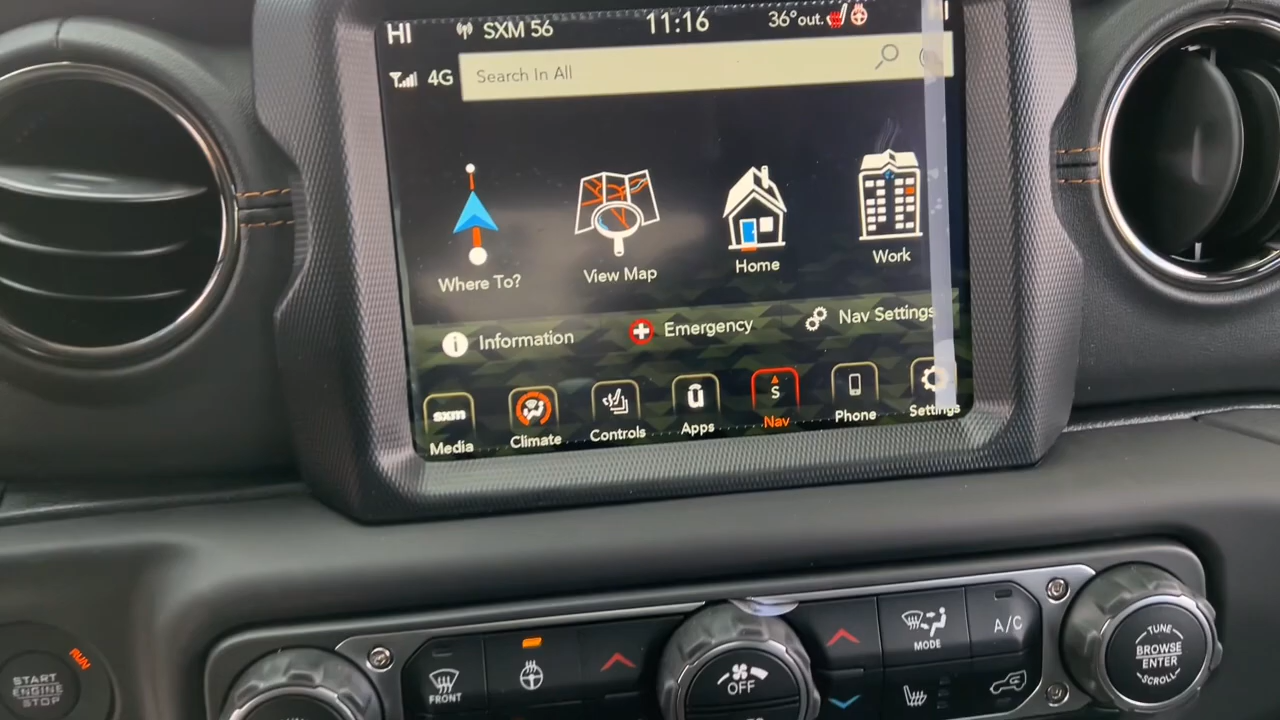 HI SXM 56 11:16 36°out. HI
4G Search In All
Where To? View Map Home Work
Information Emergency Nav Settings
sxm S
Media Climate Controls Apps Nav Phone Settings
START
ENGINE
STOP
RUN
FRONT
OFF
MODE
A/C
TUNE
BROWSE
ENTER
SCROLL